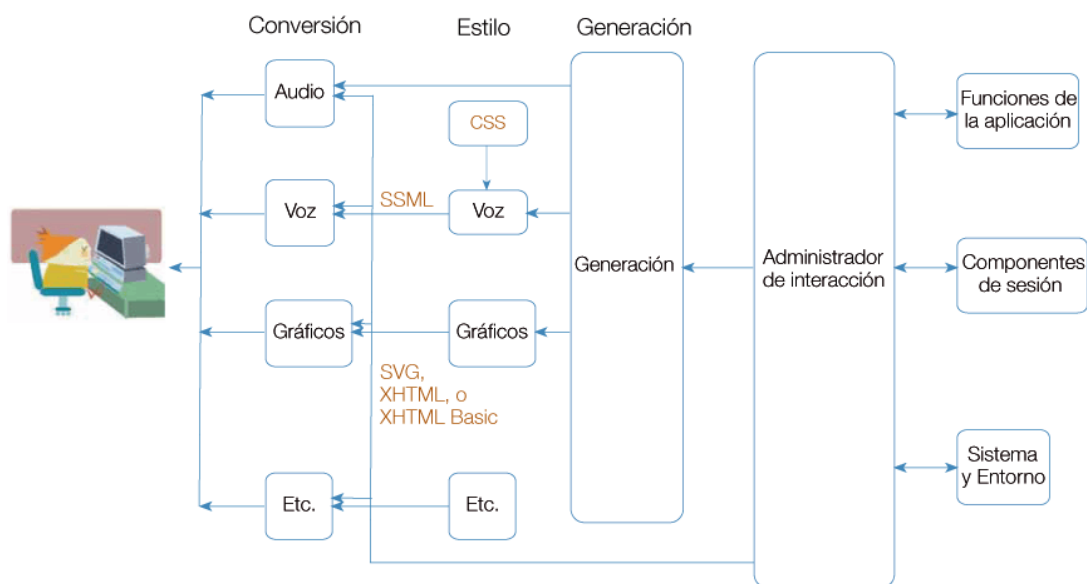 Conversión
Estilo
Generación
Audio
CSS
Voz
SSML
Voz
Gráficos
Gráficos
SVG,
XHTML, o
XHTML Basic
Etc.
Etc.
Generación
Administrador
de interacción
Funciones de
la aplicación
Componentes
de sesión
Sistema
y Entorno